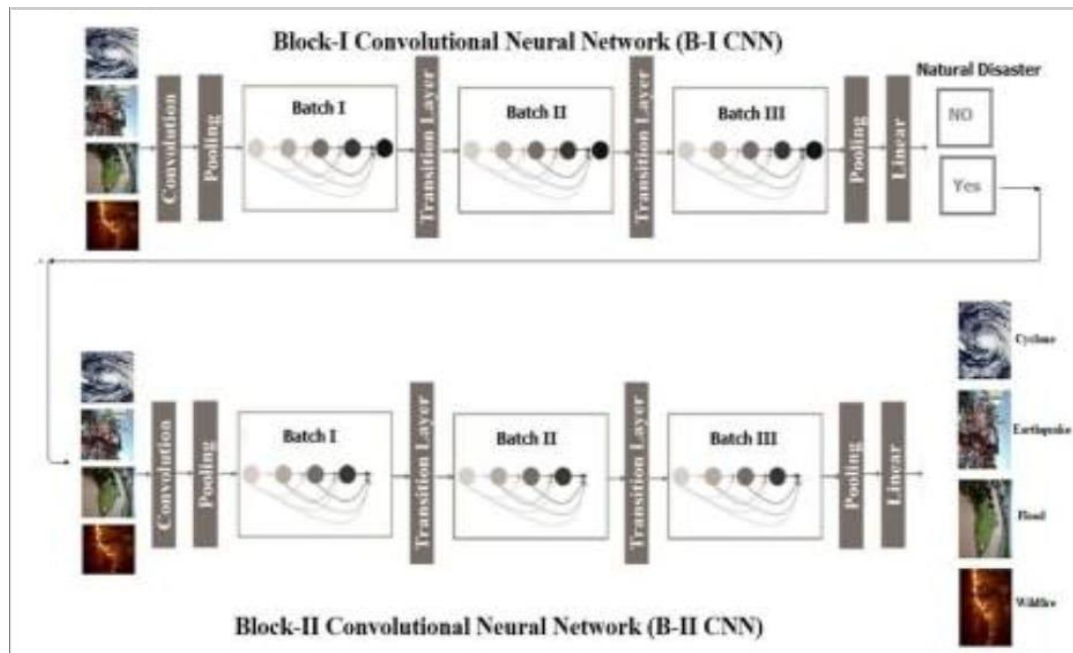 Block-I Convolutional Neural Network (B-I CNN)
Natural Disaster
Convolution
Pooling
Batch I
Transition Layer
Batch II
Transition Layer
Batch III
Pooling
Linear
NO
Yes
Cyclone
Earthquake
Flood
Wildfire
Convolution
Pooling
Batch I
Transition Layer
Batch II
Transition Layer
Batch III
Pooling
Linear
Block-II Convolutional Neural Network (B-II CNN)